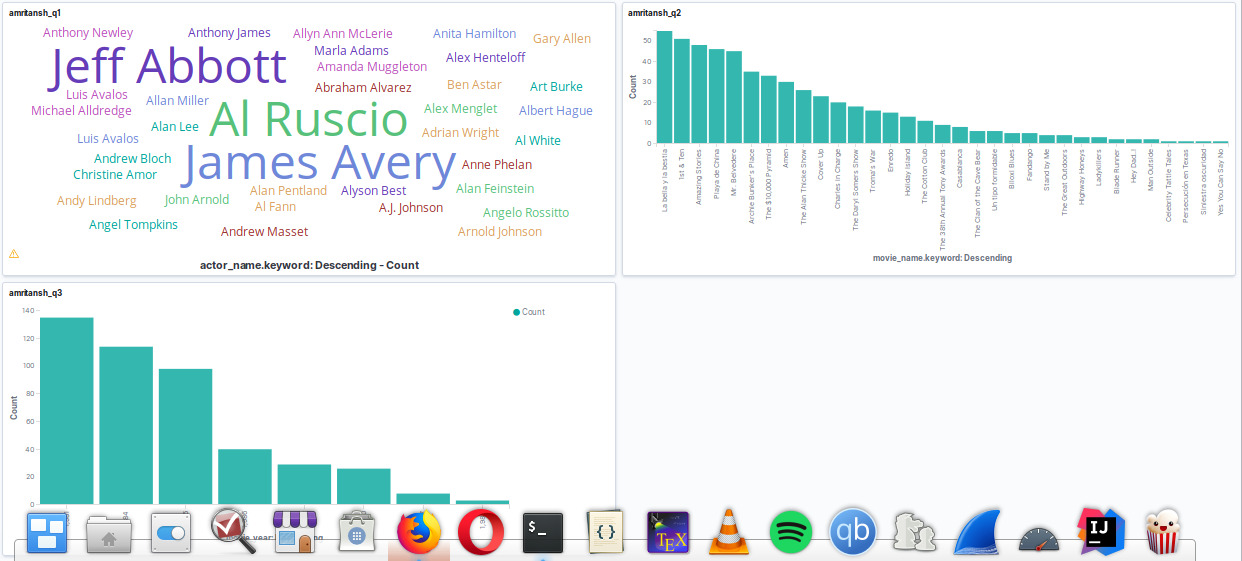 amritansh_q1
Anthony Newley
Anthony James
Allyn Ann McLerie
Anita Hamilton
Gary Allen
Marla Adams
Jeff Abbott
Alex Henteloff
Amanda Muggleton
Abraham Alvarez
Ben Astar
Art Burke
Luis Avalos
Allan Miller
Michael Alldredge
Al Ruscio
Alex Menglet
Albert Hague
Alan Lee
Adrian Wright
Luis Avalos
Al White
Andrew Bloch
James Avery
Anne Phelan
Christine Amor
Alan Pentland
Alyson Best
Alan Feinstein
Andy Lindberg
John Arnold
Al Fann
A.J. Johnson
Angelo Rossitto
Angel Tompkins
Andrew Masset
Arnold Johnson
actor_name.keyword: Descending - Count
amritansh_q2
Count
50
40
30
20
10
0
La bella y la bestia
1st & Ten
Amazing Stories
Playa de China
Mr. Belvedere
Archie Bunker's Place
The $10,000 Pyramid
Amen
The Alan Thicke Show
Cover Up
Charles in Charge
The Daryl Somers Show
Troma's War
Enredo
Holiday Island
The Cotton Club
The 38th Annual Tony Awards
Casablanca
The Clan of the Cave Bear
Un tipo formidable
Biloxi Blues
Fandango
Stand by Me
The Great Outdoors
Highway Honeys
Ladykillers
Blade Runner
Hey Dad..!
Man Outside
Celebrity Tattle Tales
Persecución en Texas
Siniestra oscuridad
Yes You Can Say No
movie_name.keyword: Descending
amritansh_q3
Count
140
120
100
80
60
40
20
0
Count
$_
{}
TEX
qb
IJ